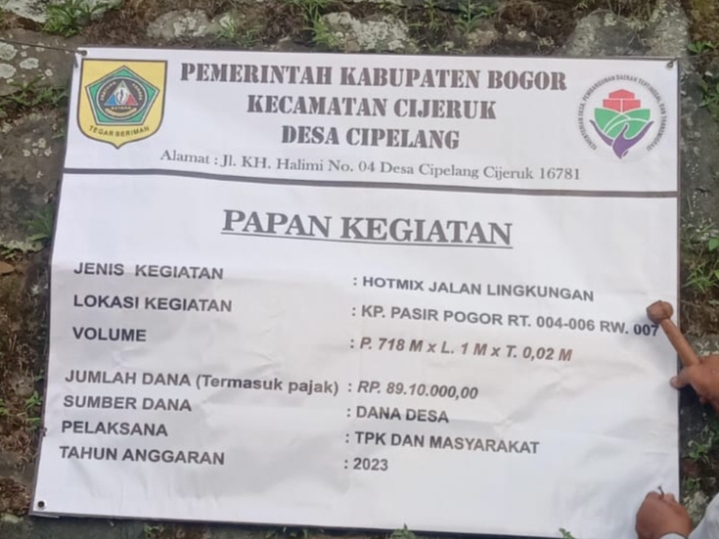 PEMERINTAH KABUPATEN BOGOR
KECAMATAN CIJERUK
DESA CIPELANG
Alamat : Jl. KH. Halimi No. 04 Desa Cipelang Cijeruk 16781
TEGAR BERIMAN
PAPAN KEGIATAN
JENIS KEGIATAN : HOTMIX JALAN LINGKUNGAN
LOKASI KEGIATAN : KP. PASIR POGOR RT. 004-006 RW. 007
VOLUME : P. 718 M x L. 1 M x T. 0,02 M
JUMLAH DANA (Termasuk pajak) : RP. 89.10.000,00
SUMBER DANA : DANA DESA
PELAKSANA : TPK DAN MASYARAKAT
TAHUN ANGGARAN : 2023